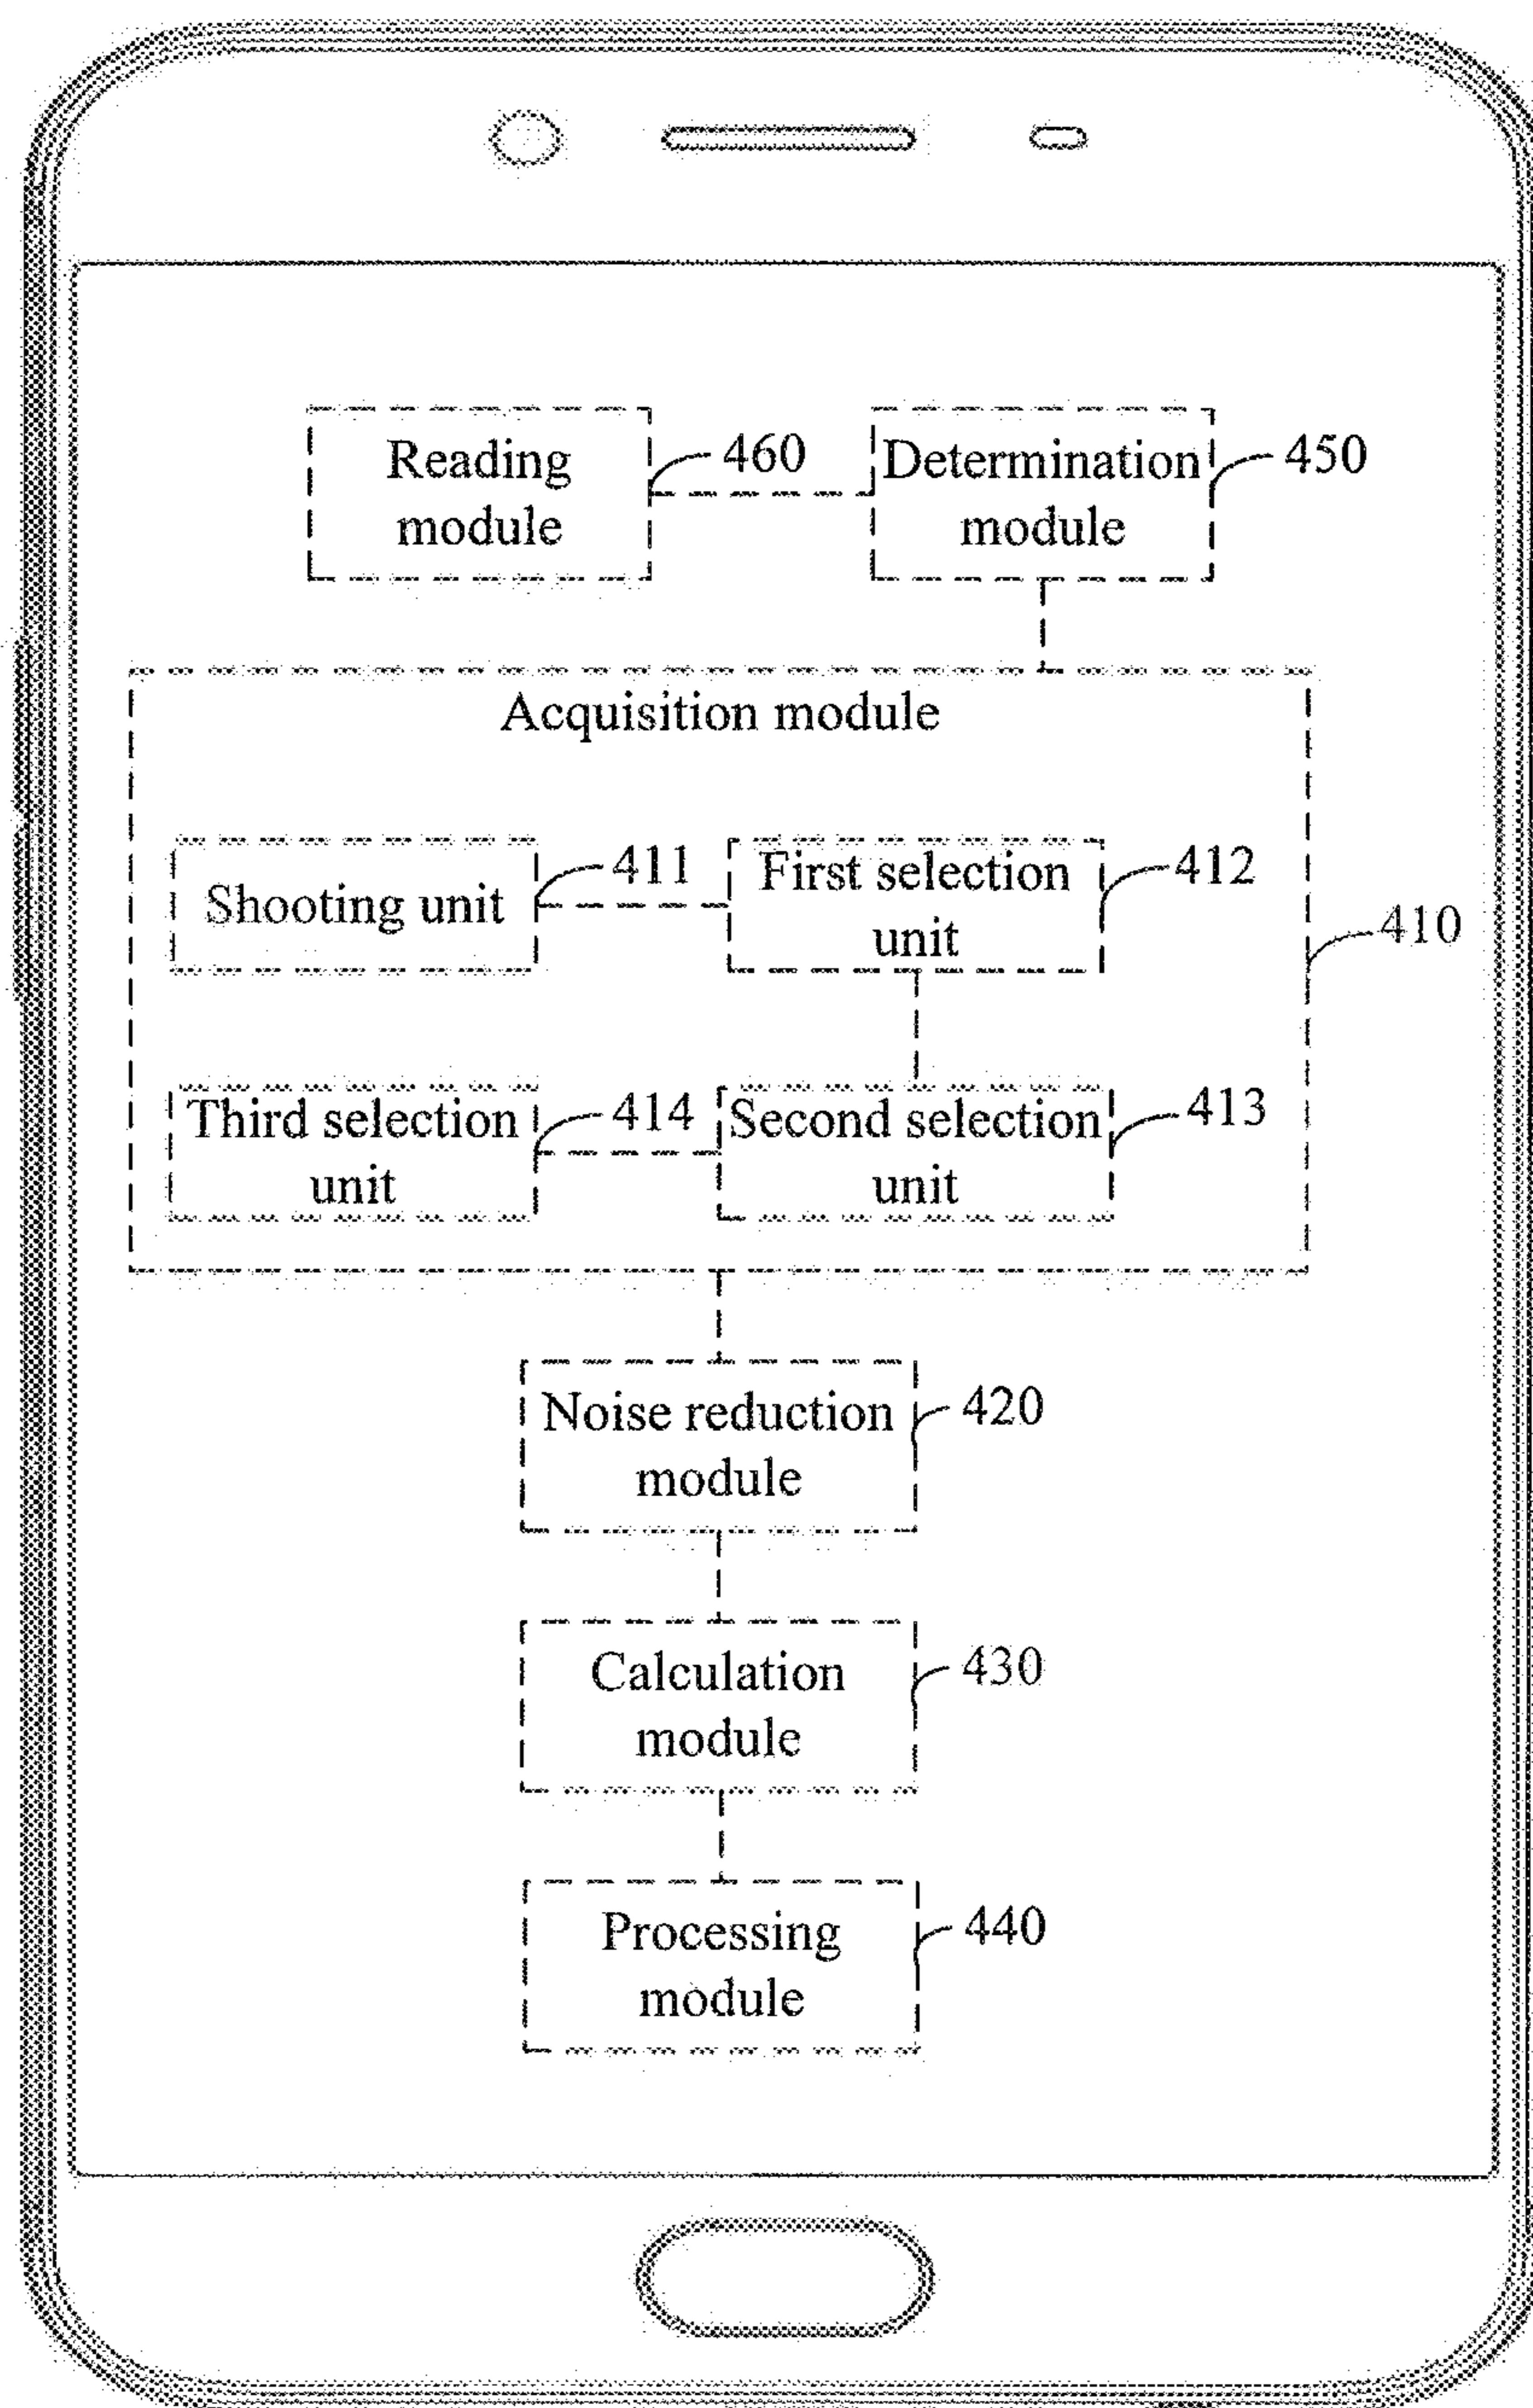 Reading
module
460
Determination
module
450
Acquisition module
Shooting unit
411
First selection
unit
412
410
Third selection
unit
414
Second selection
unit
413
Noise reduction
module
420
Calculation
module
430
Processing
module
440